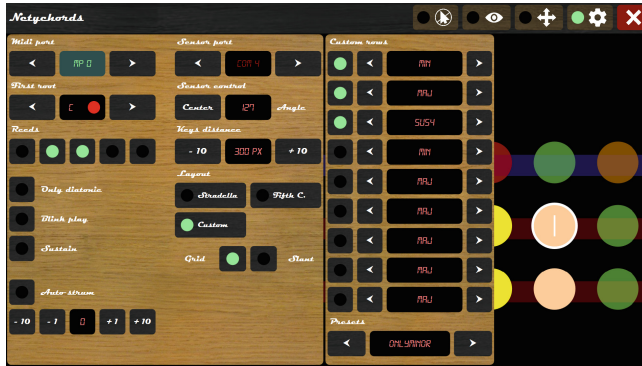 Netychords
Midi port
MP 0
First root
C
Reeds
Only diatonic
Blink play
Sustain
Auto strum
- 10 - 1 0 +1 +10
Sensor port
COM 4
Sensor control
Center 127 Angle
Keys distance
- 10 300 PX + 10
Layout
Stradella Fifth C.
Custom
Grid Slant
Custom rows
MIN
MAJ
SUS4
MIN
MAJ
MAJ
MAJ
MAJ
MAJ
Presets
ONLYMINOR